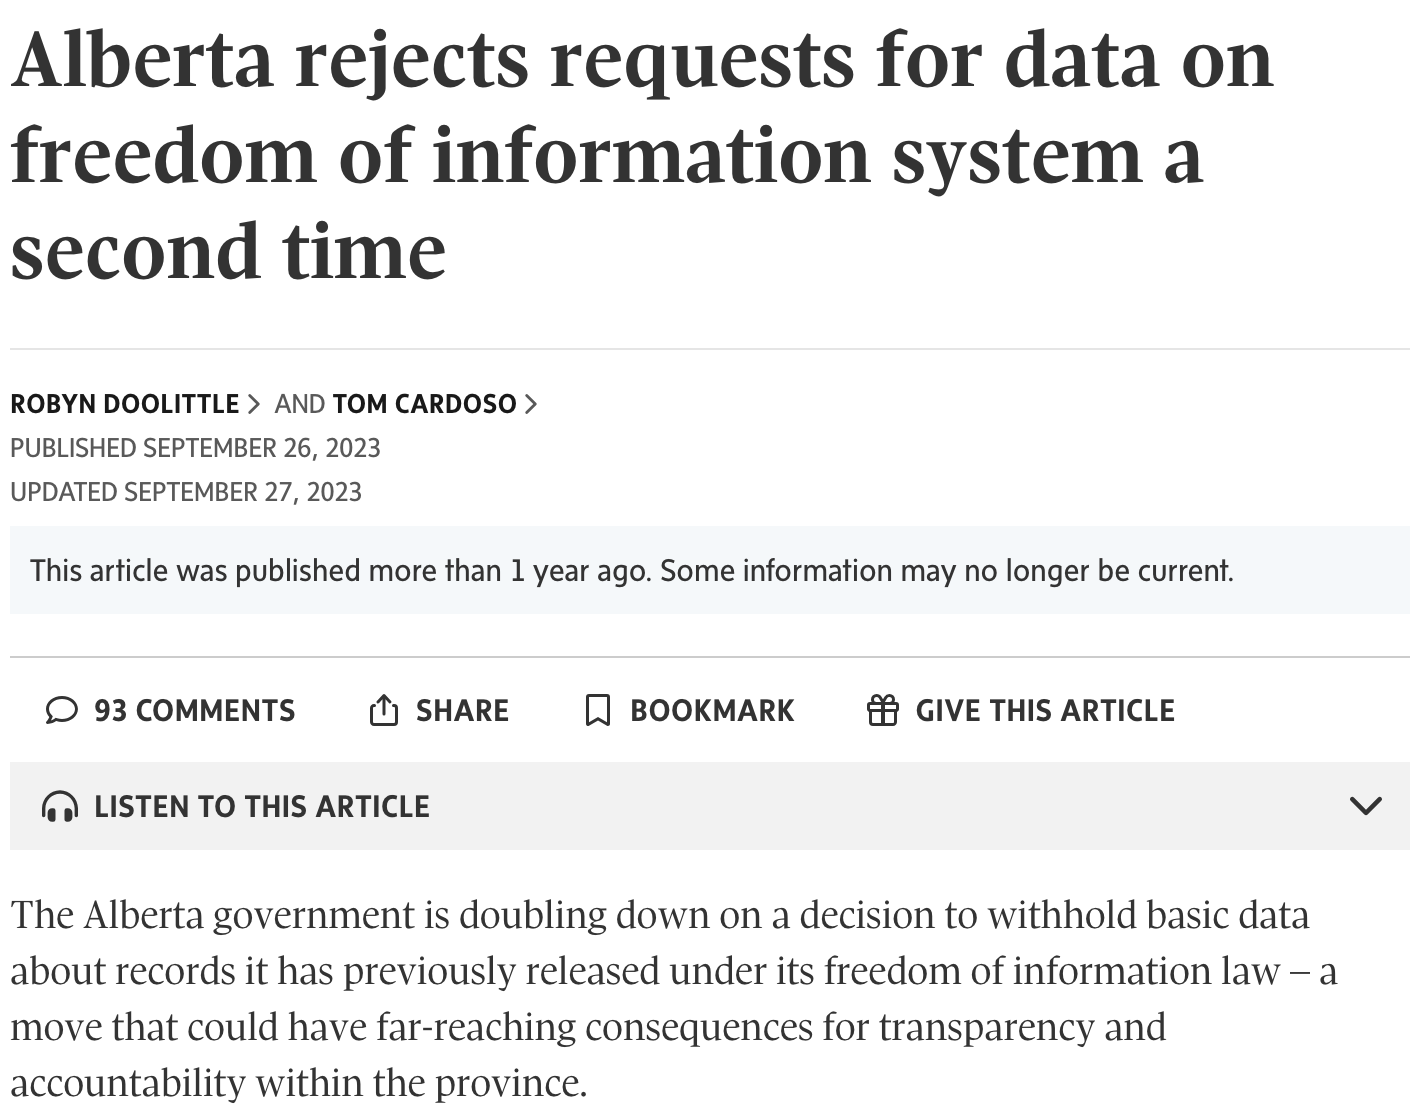 Alberta rejects requests for data on
freedom of information system a
second time
ROBYN DOOLITTLE > AND TOM CARDOSO >
PUBLISHED SEPTEMBER 26, 2023
UPDATED SEPTEMBER 27, 2023
This article was published more than 1 year ago. Some information may no longer be current.
93 COMMENTS SHARE BOOKMARK GIVE THIS ARTICLE
LISTEN TO THIS ARTICLE
The Alberta government is doubling down on a decision to withhold basic data
about records it has previously released under its freedom of information law – a
move that could have far-reaching consequences for transparency and
accountability within the province.